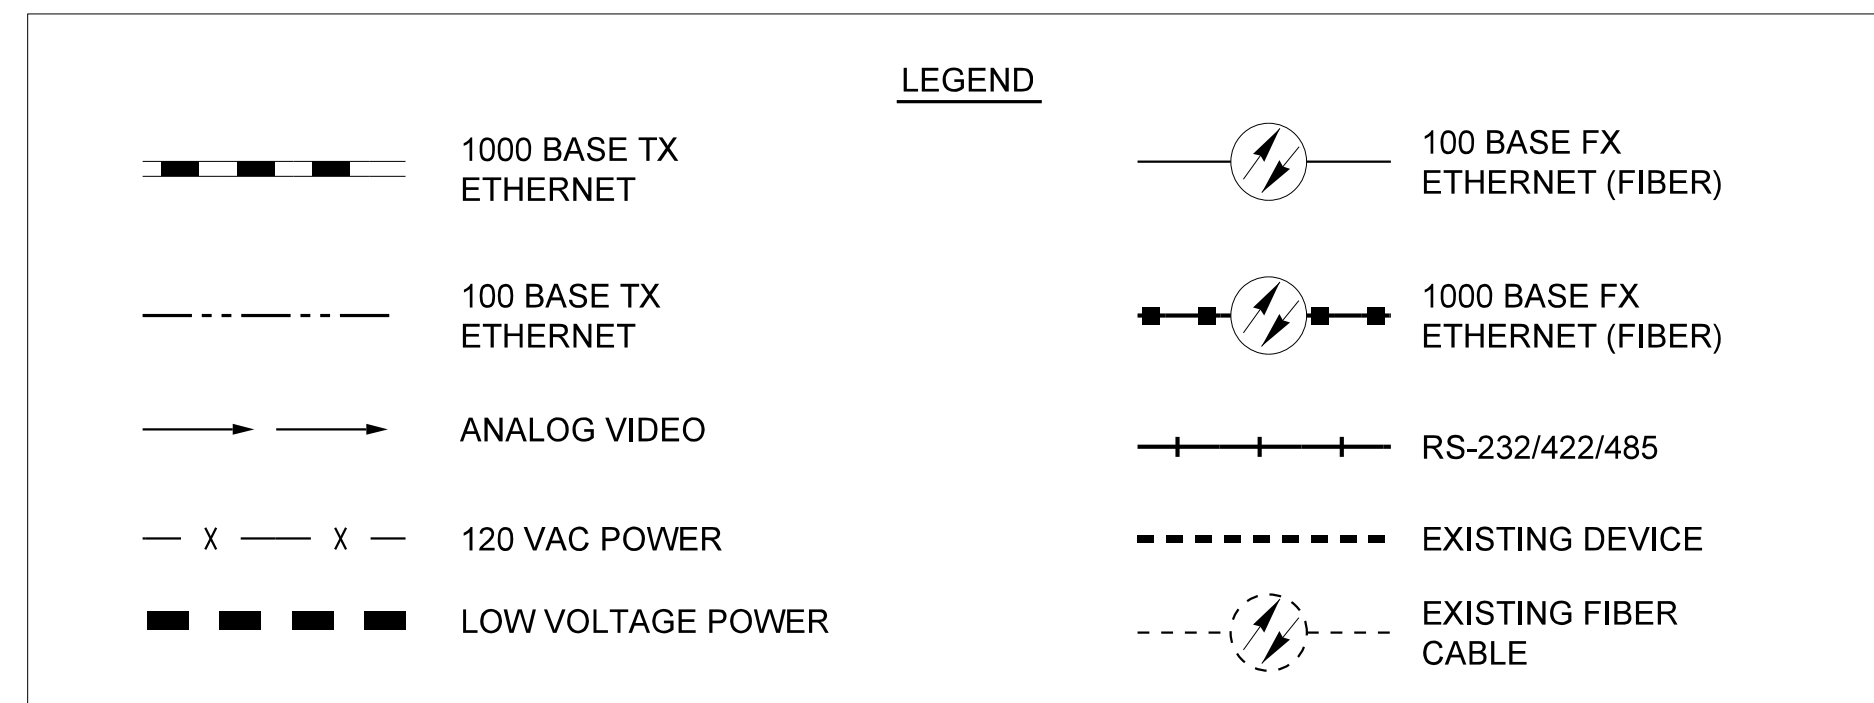 LEGEND
1000 BASE TX
ETHERNET
100 BASE TX
ETHERNET
ANALOG VIDEO
X X
120 VAC POWER
LOW VOLTAGE POWER
100 BASE FX
ETHERNET (FIBER)
1000 BASE FX
ETHERNET (FIBER)
RS-232/422/485
EXISTING DEVICE
EXISTING FIBER
CABLE